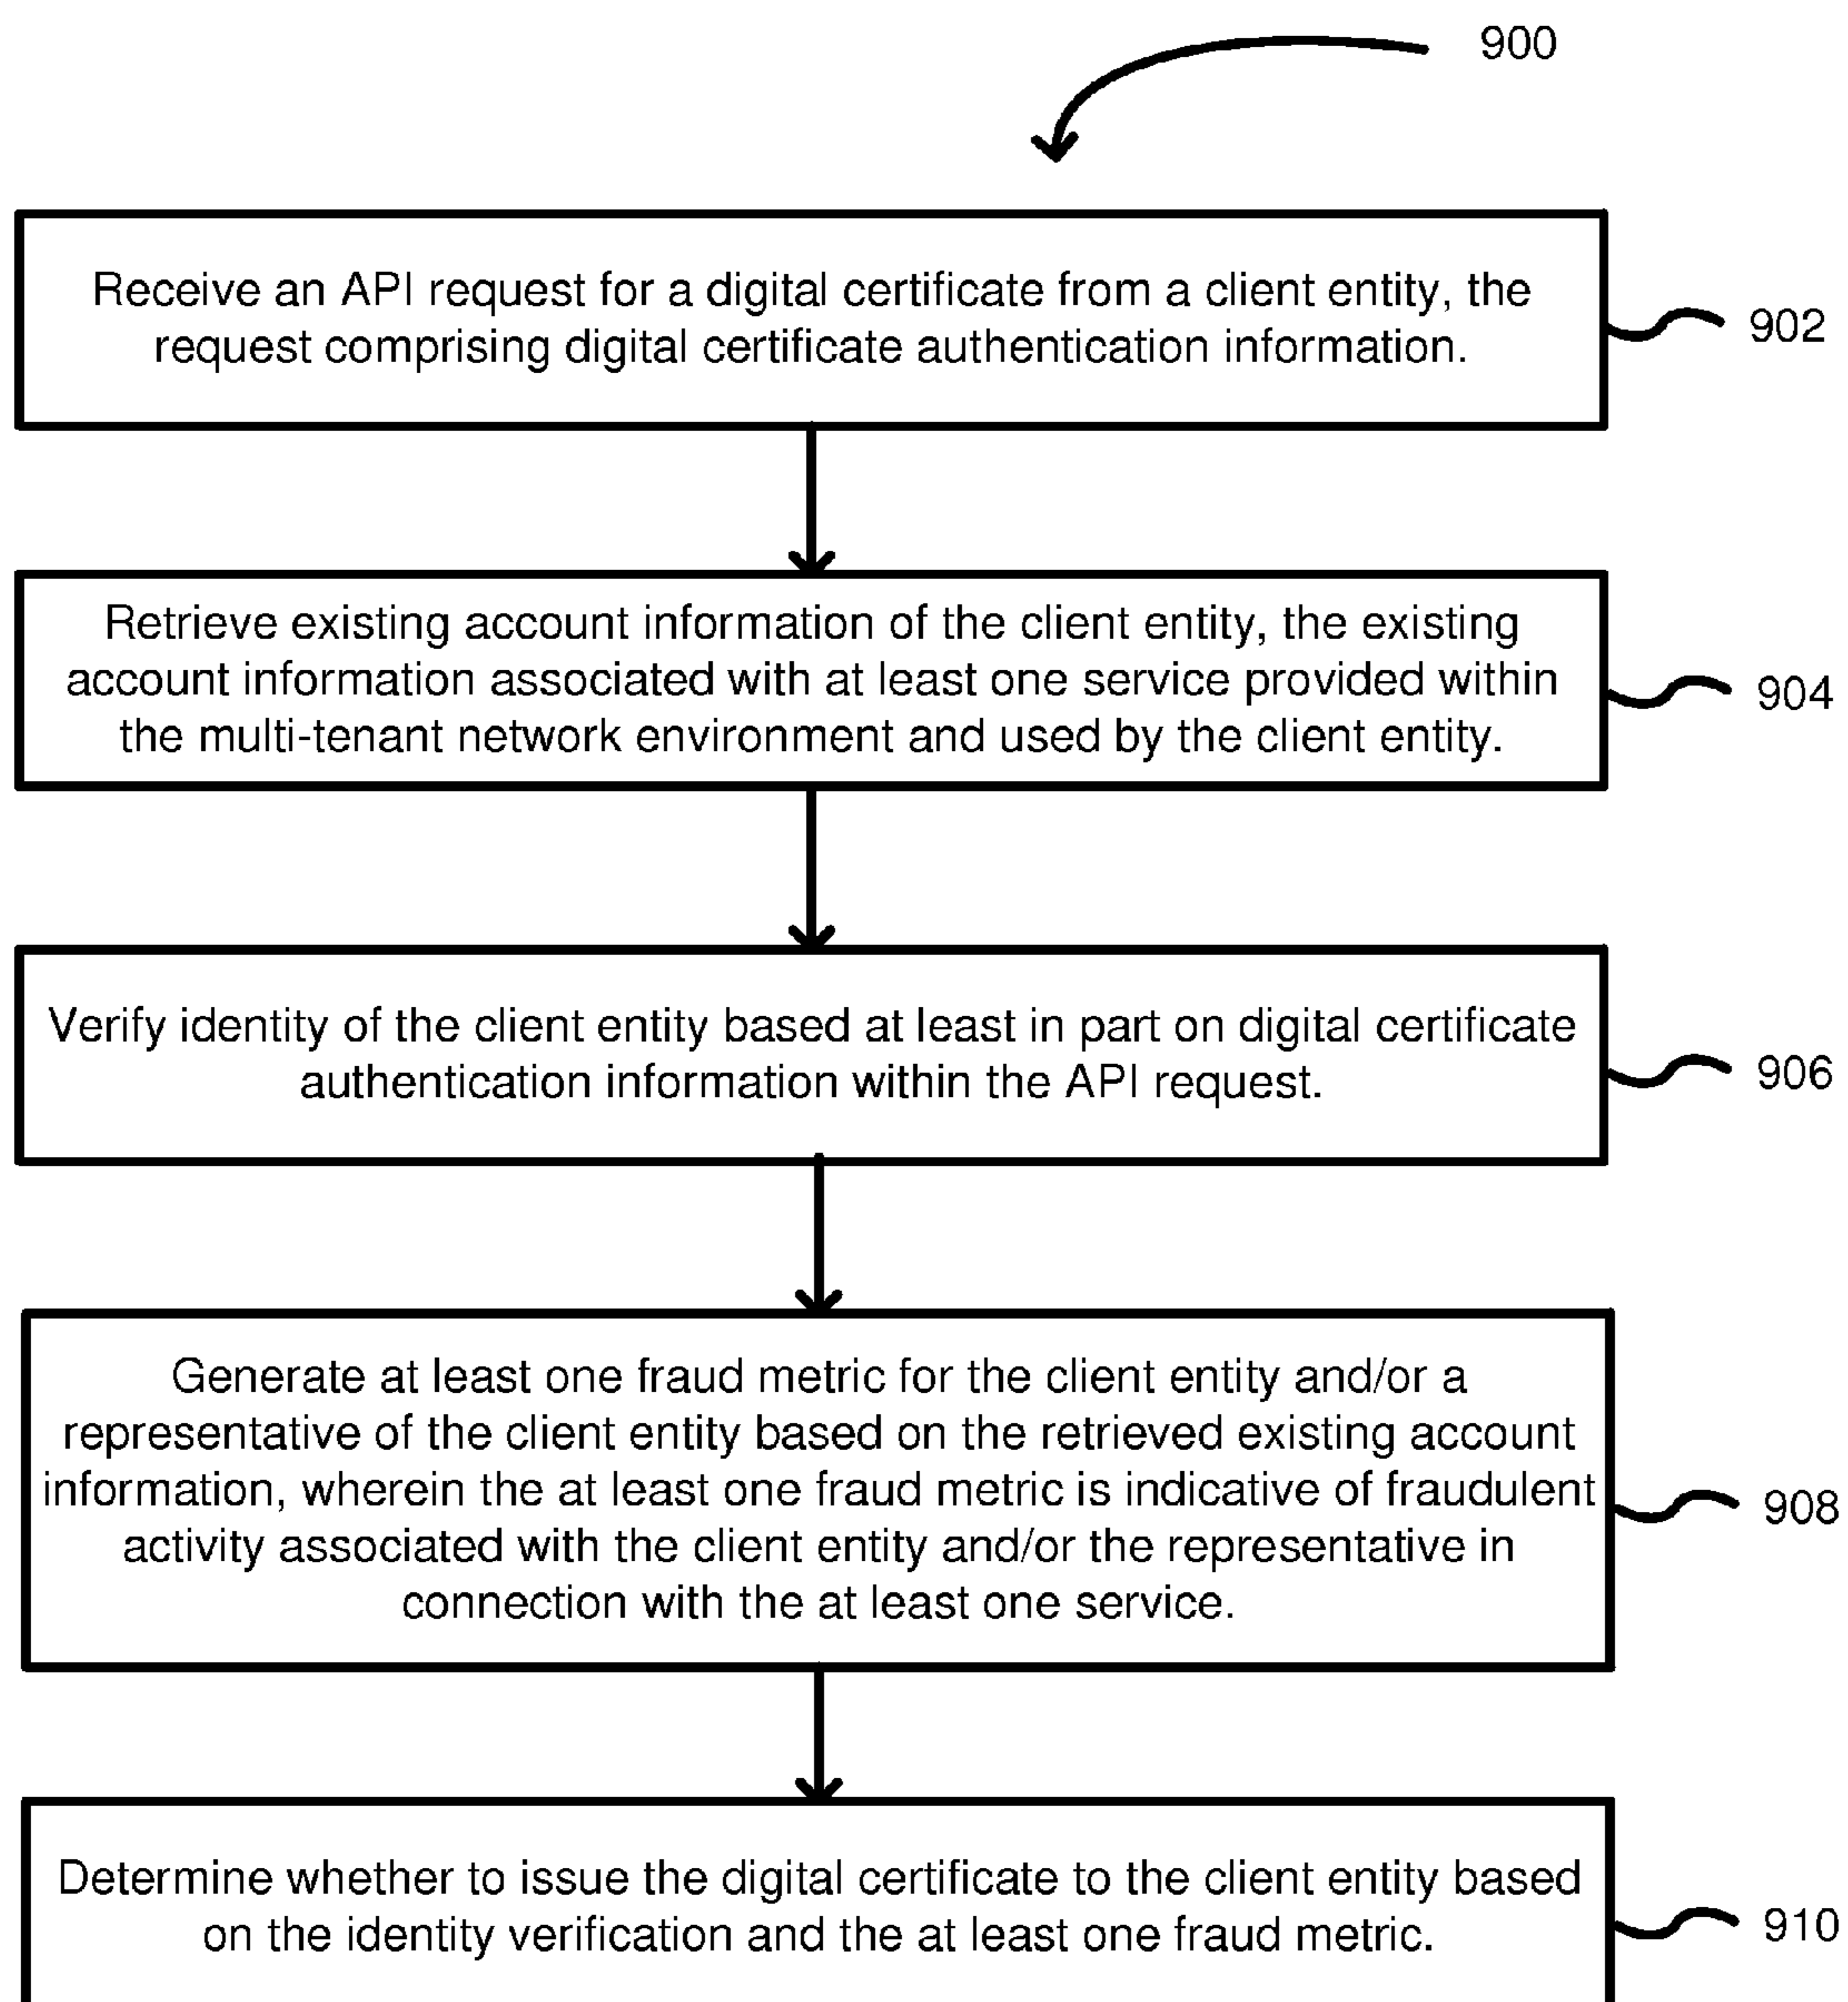 900
Receive an API request for a digital certificate from a client entity, the
request comprising digital certificate authentication information.
902
Retrieve existing account information of the client entity, the existing
account information associated with at least one service provided within
the multi-tenant network environment and used by the client entity.
904
Verify identity of the client entity based at least in part on digital certificate
authentication information within the API request.
906
Generate at least one fraud metric for the client entity and/or a
representative of the client entity based on the retrieved existing account
information, wherein the at least one fraud metric is indicative of fraudulent
activity associated with the client entity and/or the representative in
connection with the at least one service.
908
Determine whether to issue the digital certificate to the client entity based
on the identity verification and the at least one fraud metric.
910